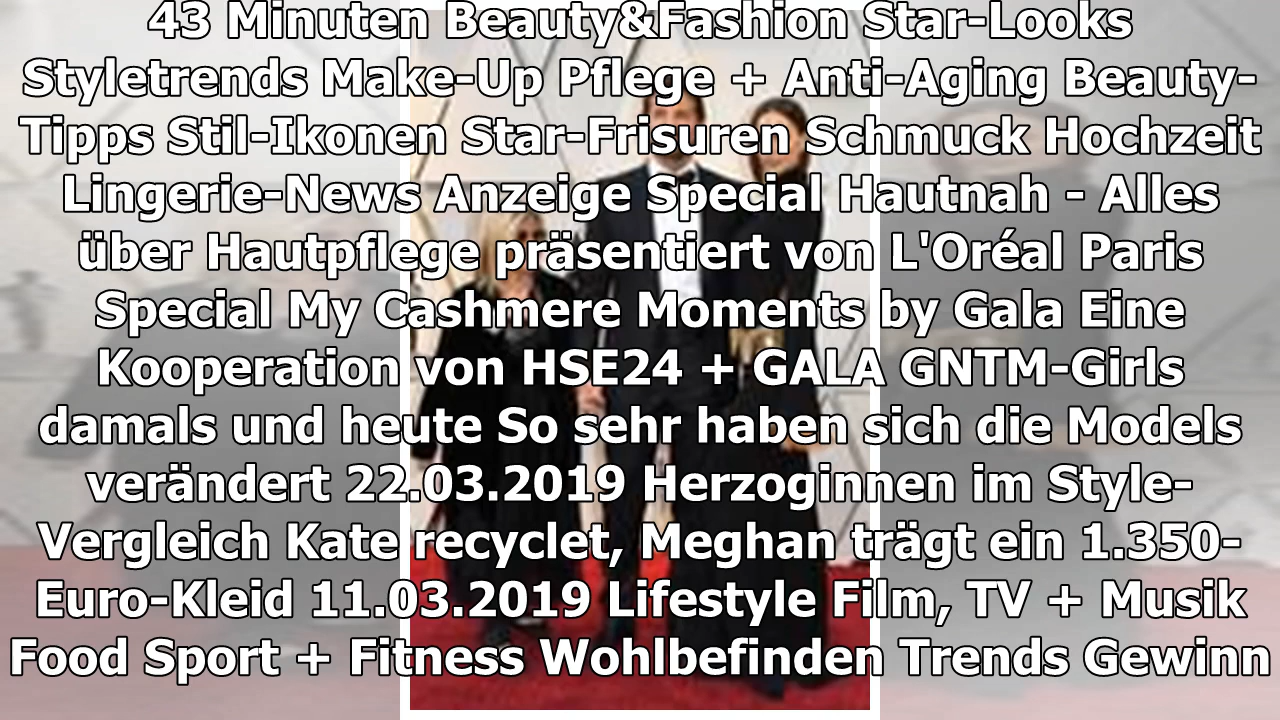 43 Minuten Beauty&Fashion Star-Looks
Styletrends Make-Up Pflege + Anti-Aging Beauty-
Tipps Stil-Ikonen Star-Frisuren Schmuck Hochzeit
Lingerie-News Anzeige Special Hautnah - Alles
über Hautpflege präsentiert von L'Oréal Paris
Special My Cashmere Moments by Gala Eine
Kooperation von HSE24 + GALA GNTM-Girls
damals und heute So sehr haben sich die Models
verändert 22.03.2019 Herzoginnen im Style-
Vergleich Kate recyclet, Meghan trägt ein 1.350-
Euro-Kleid 11.03.2019 Lifestyle Film, TV + Musik
Food Sport + Fitness Wohlbefinden Trends Gewinn